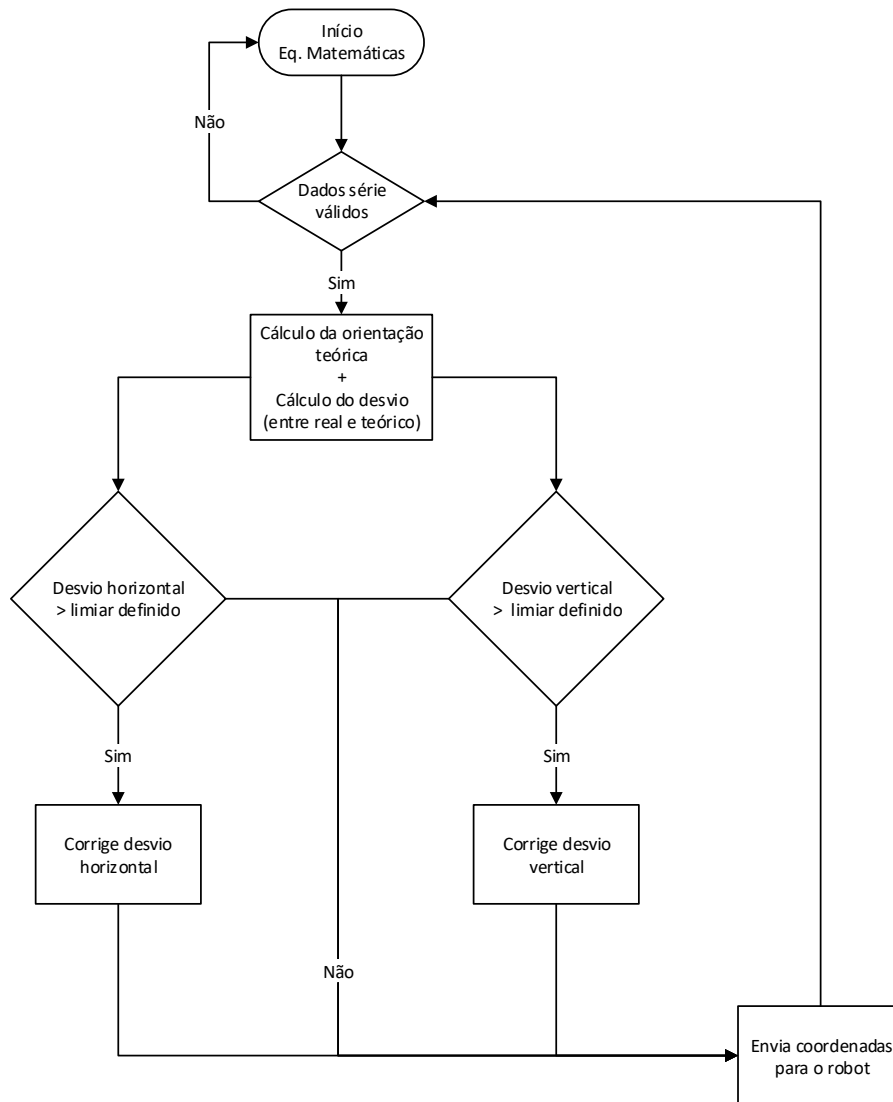 Início
Eq. Matemáticas
Não
Dados série
válidos
Sim
Cálculo da orientação
teórica
+
Cálculo do desvio
(entre real e teórico)
Desvio horizontal
> limiar definido
Desvio vertical
> limiar definido
Sim
Sim
Corrige desvio
horizontal
Corrige desvio
vertical
Não
Envia coordenadas
para o robot